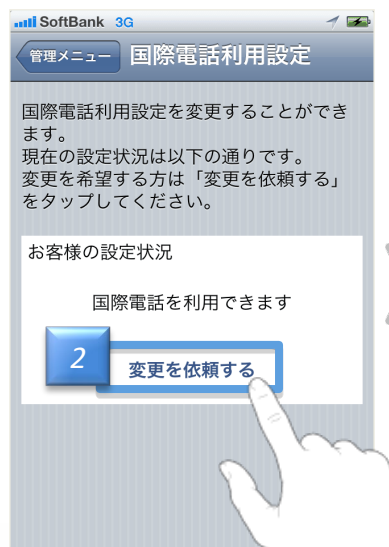 SoftBank 3G
管理メニュー 国際電話利用設定
国際電話利用設定を変更することができ
ます。
現在の設定状況は以下の通りです。
変更を希望する方は「変更を依頼する」
をタップしてください。
お客様の設定状況
国際電話を利用できます
2
変更を依頼する